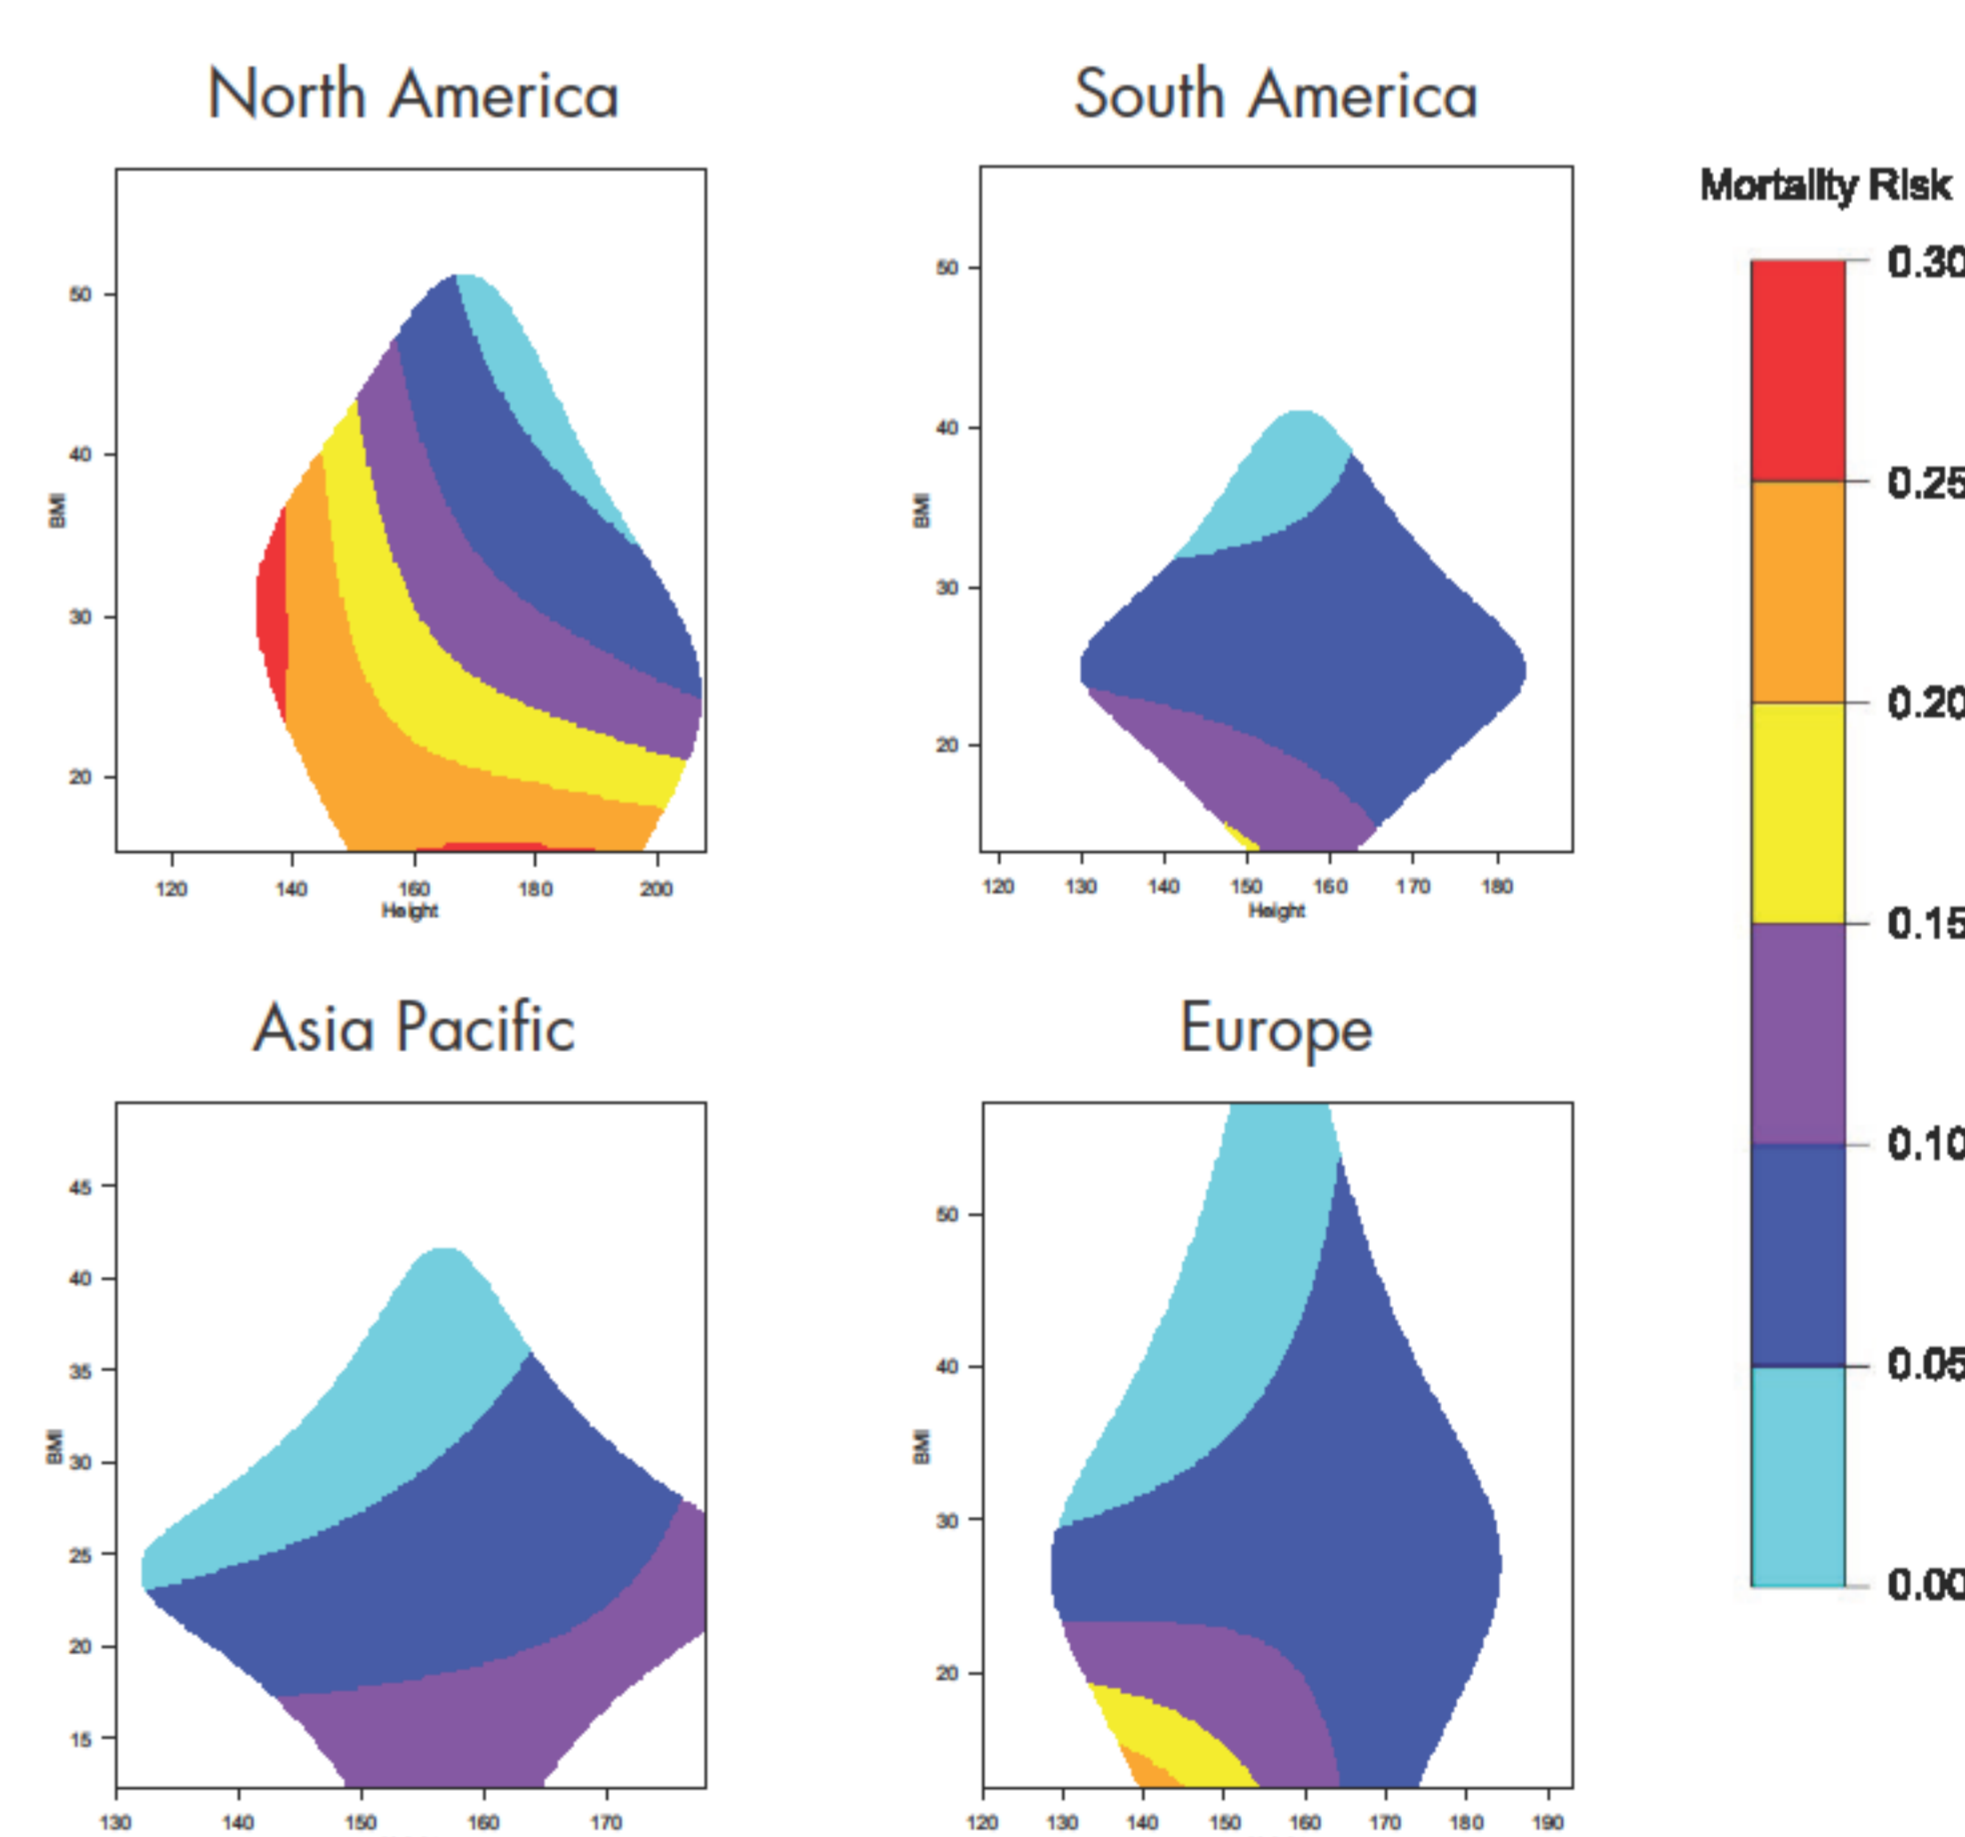 North America
South America
Mortality Risk
50
40
30
20
BMI
120 140 160 180 200
Height
50
40
30
20
BMI
120 130 140 150 160 170 180
Height
0.30
0.25
0.20
0.15
0.10
0.05
0.00
Asia Pacific
Europe
45
40
35
30
25
20
15
BMI
130 140 150 160 170
50
40
30
20
BMI
120 130 140 150 160 170 180 190